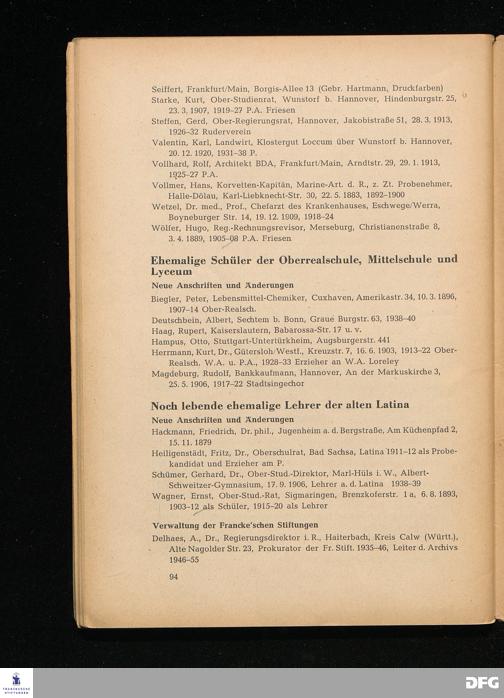 Seiffert, Frankfurt/Main, Borgis-Allee 13 (Gebr. Hartmann, Druckfarben)
Starke, Kurt, Ober-Studienrat, Wunstorf b. Hannover, Hindenburgstr. 25,
23. 3. 1907, 1919–27 P.A. Friesen
Steffen, Gerd, Ober-Regierungsrat, Hannover, Jakobistraße 51, 28. 3. 1913,
1926–32 Ruderverein
Valentin, Karl, Landwirt, Klostergut Loccum über Wunstorf b. Hannover,
20. 12. 1920, 1931–38 P.
Vollhard, Rolf, Architekt BDA, Frankfurt/Main, Arndtstr. 29, 29. 1. 1913,
1925–27 P.A.
Vollmer, Hans, Korvetten-Kapitän, Marine-Art. d. R., z. Zt. Probenehmer,
Halle-Dölau, Karl-Liebknecht-Str. 30, 22. 5. 1883, 1892–1900
Wetzel, Dr. med., Prof., Chefarzt des Krankenhauses, Eschwege/Werra,
Boyneburger Str. 14, 19. 12. 1909, 1918–24
Wölfer, Hugo, Reg.-Rechnungsrevisor, Merseburg, Christianenstraße 8,
3. 4. 1889, 1905–08 P.A. Friesen
Ehemalige Schüler der Oberrealschule, Mittelschule und
Lyceum
Neue Anschriften und Änderungen
Biegler, Peter, Lebensmittel-Chemiker, Cuxhaven, Amerikastr. 34, 10. 3. 1896,
1907–14 Ober-Realsch.
Deutschbein, Albert, Sechtem b. Bonn, Graue Burgstr. 63, 1938–40
Haag, Rupert, Kaiserslautern, Babarossa-Str. 17 u. v.
Hampus, Otto, Stuttgart-Untertürkheim, Augsburgerstr. 441
Herrmann, Kurt, Dr., Gütersloh/Westf., Kreuzstr. 7, 16. 6. 1903, 1913–22 Ober-
Realsch. W.A. u. P.A., 1928–33 Erzieher an W.A. Loreley
Magdeburg, Rudolf, Bankkaufmann, Hannover, An der Markuskirche 3,
25. 5. 1906, 1917–22 Stadtsingechor
Noch lebende ehemalige Lehrer der alten Latina
Neue Anschriften und Änderungen
Hackmann, Friedrich, Dr. phil., Jugenheim a. d. Bergstraße, Am Küchenpfad 2,
15. 11. 1879
Heiligenstädt, Fritz, Dr., Oberschulrat, Bad Sachsa, Latina 1911–12 als Probe-
kandidat und Erzieher am P.
Schümer, Gerhard, Dr., Ober-Stud.-Direktor, Marl-Hüls i. W., Albert-
Schweitzer-Gymnasium, 17. 9. 1906, Lehrer a. d. Latina 1938–39
Wagner, Ernst, Ober-Stud.-Rat, Sigmaringen, Brenzkoferstr. 1 a, 6. 8. 1893,
1903–12 als Schüler, 1915–20 als Lehrer
Verwaltung der Francke'schen Stiftungen
Delhaes, A., Dr., Regierungsdirektor i. R., Haiterbach, Kreis Calw (Württ.),
Alte Nagolder Str. 23, Prokurator der Fr. Stift. 1935–46, Leiter d. Archivs
1946–55
94
FRANCKESCHE
STIFTUNGEN
DFG